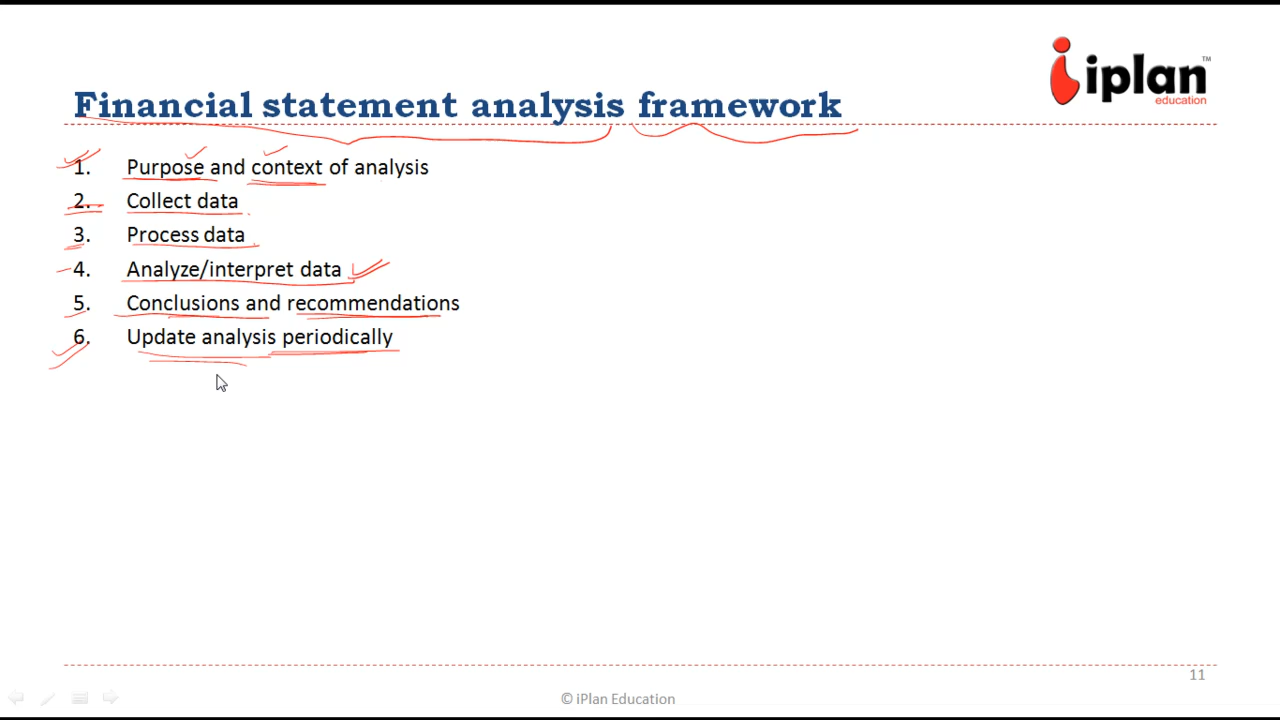 iplan™
education
Financial statement analysis framework
1. Purpose and context of analysis
2. Collect data
3. Process data
4. Analyze/interpret data
5. Conclusions and recommendations
6. Update analysis periodically
11
© iPlan Education